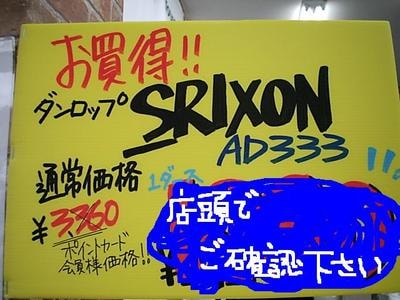 お買得!!
ダンロップ SRIXON
AD333
通常価格 1ダース
¥3360
ポイントカード
会員様価格!!
店頭で
ご確認下さい